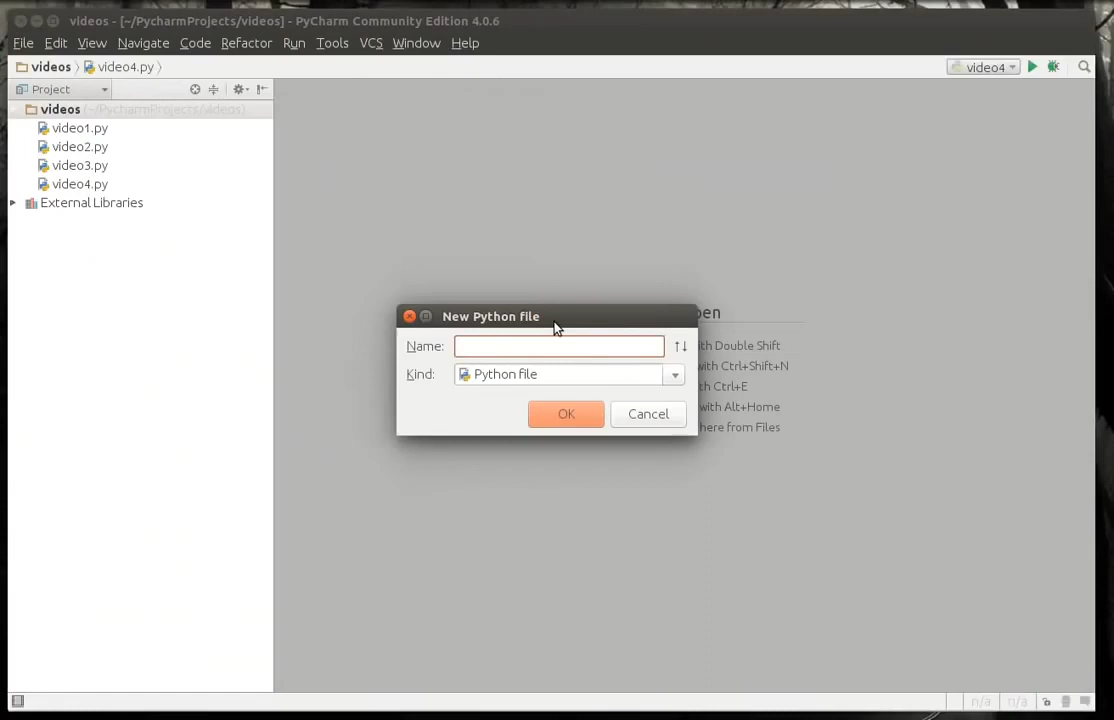 videos - [~/PycharmProjects/videos] - PyCharm Community Edition 4.0.6
File Edit View Navigate Code Refactor Run Tools VCS Window Help
videos video4.py
video4
Project
videos (~/PycharmProjects/videos)
video1.py
video2.py
video3.py
video4.py
External Libraries
New Python file
Name:
Kind: Python file
OK Cancel
pen
ith Double Shift
with Ctrl+Shift+N
th Ctrl+E
with Alt+Home
here from Files
n/a n/a